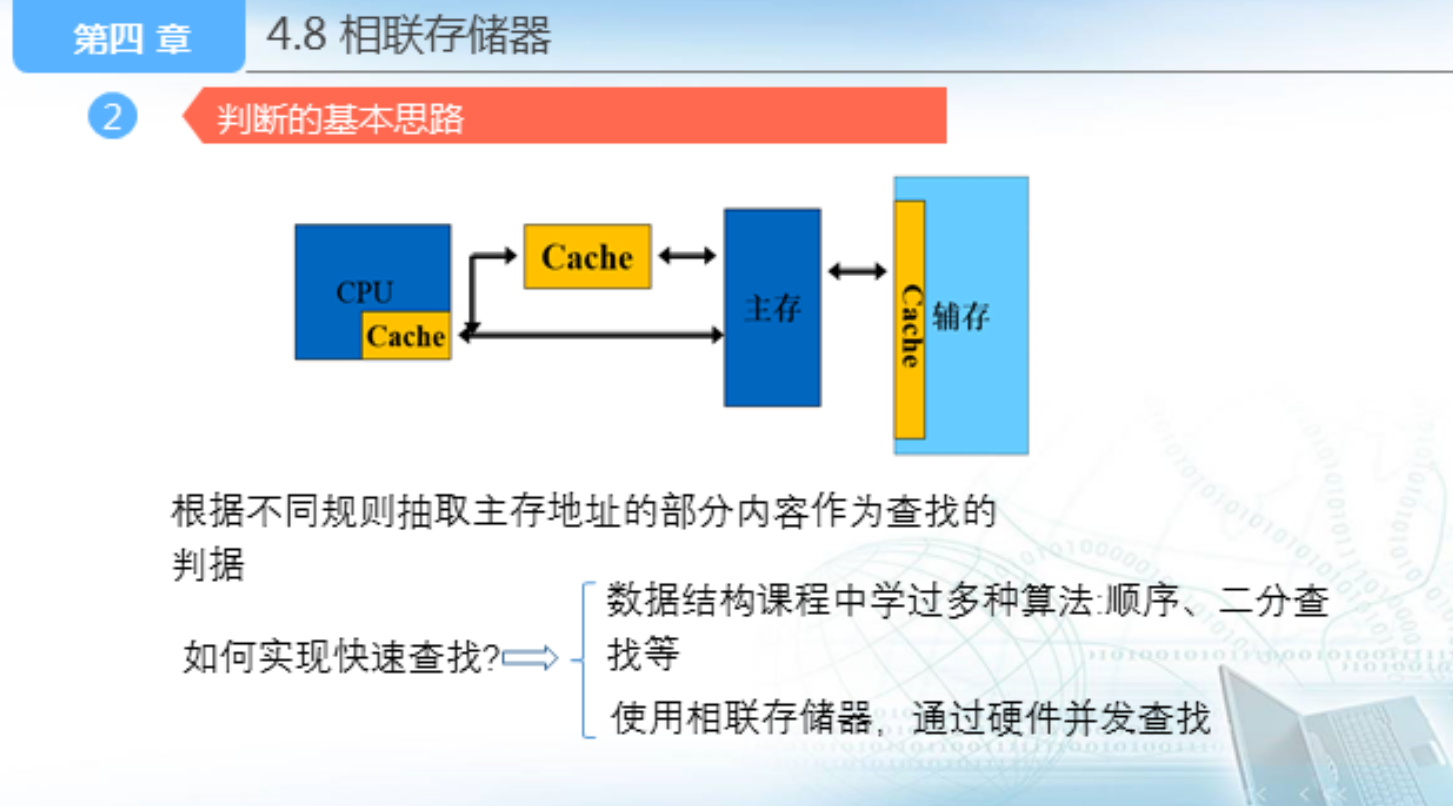 第四 章
4.8 相联存储器
2
判断的基本思路
CPU
Cache
Cache
主存
Cache
辅存
根据不同规则抽取主存地址的部分内容作为查找的
判据
如何实现快速查找?
数据结构课程中学过多种算法:顺序、二分查
找等
使用相联存储器，通过硬件并发查找